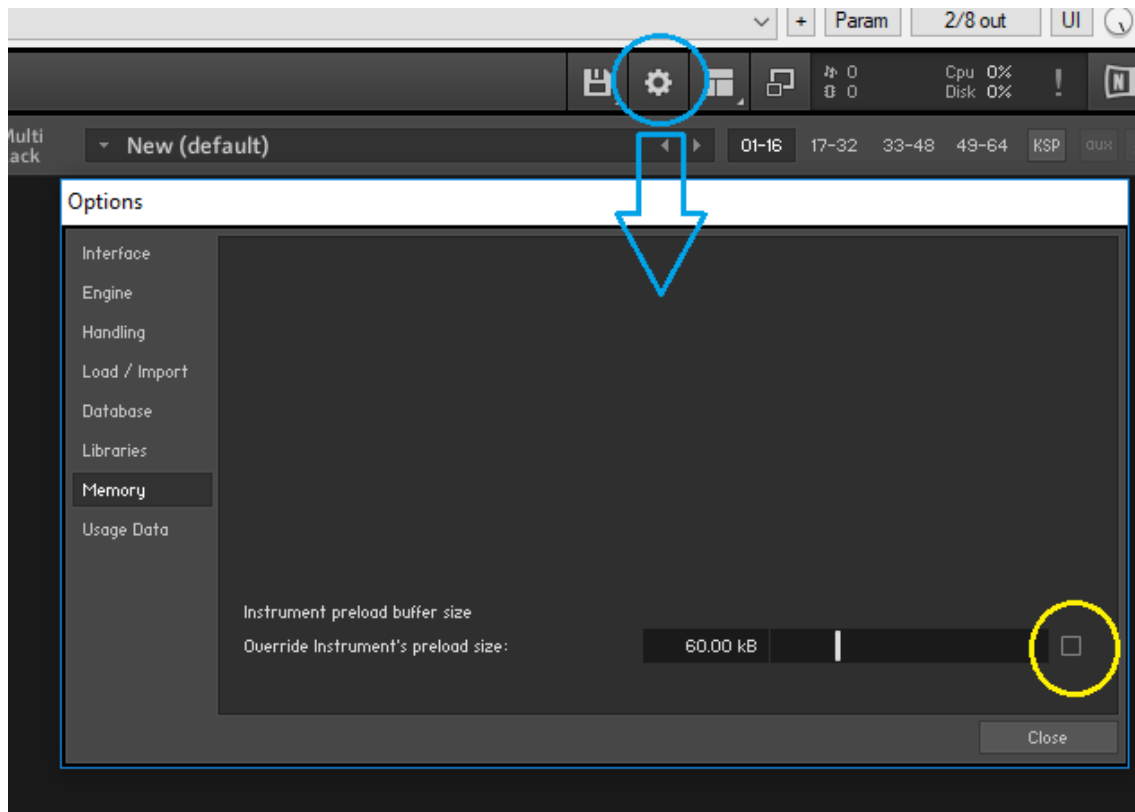 + Param 2/8 out UI
0 Cpu 0%
0 Disk 0% ! N
New (default) 01-16 17-32 33-48 49-64 KSP aux
Options
Interface
Engine
Handling
Load / Import
Database
Libraries
Memory
Usage Data
Instrument preload buffer size
Override Instrument's preload size: 60.00 kB
Close